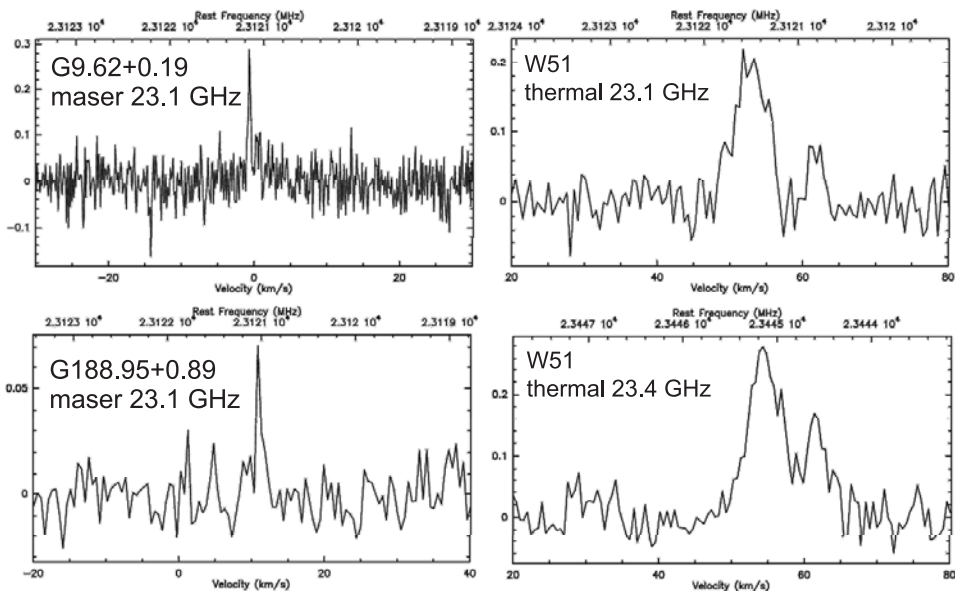 Rest Frequency (MHz)
2.3123 10⁴ 2.3122 10⁴ 2.3121 10⁴ 2.312 10⁴ 2.3119 10⁴
G9.62+0.19
maser 23.1 GHz
0.3
0.2
0.1
0
−0.1
−20 0 20
Velocity (km/s)
Rest Frequency (MHz)
2.3124 10⁴ 2.3123 10⁴ 2.3122 10⁴ 2.3121 10⁴ 2.312 10⁴
W51
thermal 23.1 GHz
0.2
0.1
0
20 40 60 80
Velocity (km/s)
Rest Frequency (MHz)
2.3123 10⁴ 2.3122 10⁴ 2.3121 10⁴ 2.312 10⁴ 2.3119 10⁴
G188.95+0.89
maser 23.1 GHz
0.05
0
−20 0 20 40
Velocity (km/s)
Rest Frequency (MHz)
2.3447 10⁴ 2.3446 10⁴ 2.3445 10⁴ 2.3444 10⁴
W51
thermal 23.4 GHz
0.2
0.1
0
20 40 60 80
Velocity (km/s)